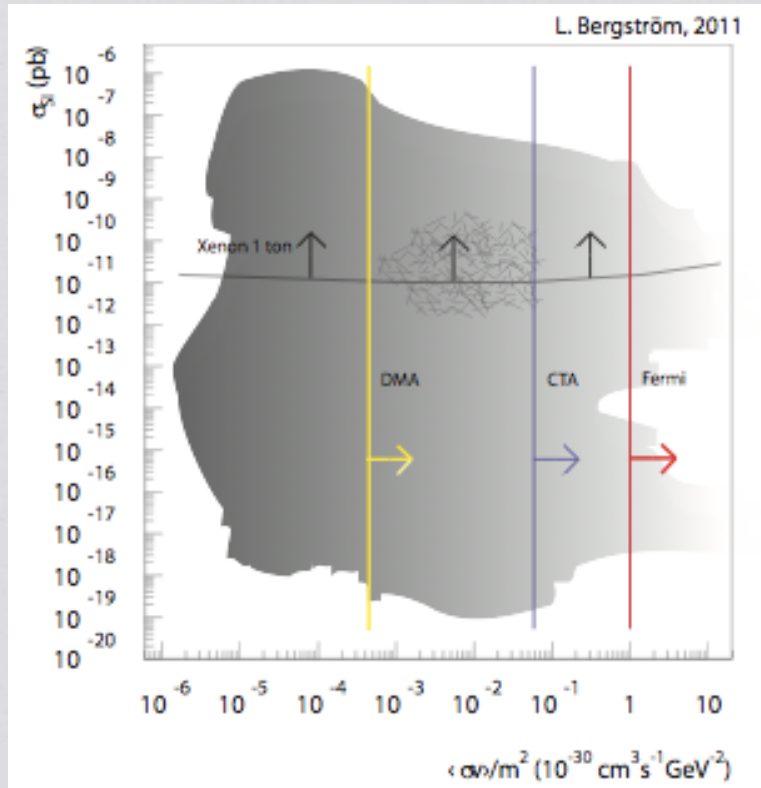 L. Bergström, 2011
σSI (pb)
10 -6
10 -7
10 -8
10 -9
10 -10
10 -11
10 -12
10 -13
10 -14
10 -15
10 -16
10 -17
10 -18
10 -19
10 -20
Xenon 1 ton
DMA CTA Fermi
10 -6 10 -5 10 -4 10 -3 10 -2 10 -1 1 10
‹σv›/m² (10-30 cm3s-1GeV-2)